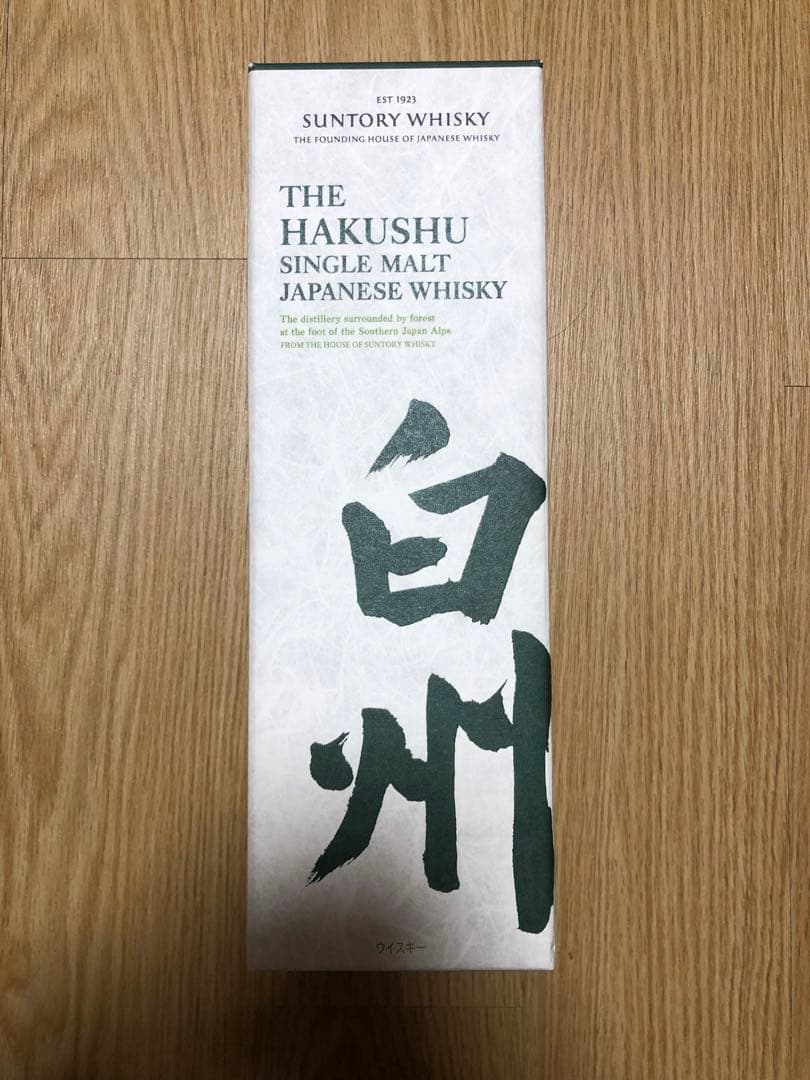 EST 1923
SUNTORY WHISKY
THE FOUNDING HOUSE OF JAPANESE WHISKY
THE
HAKUSHU
SINGLE MALT
JAPANESE WHISKY
The distillery surrounded by forest
at the foot of the Southern Japan Alps
FROM THE HOUSE OF SUNTORY WHISKY
白
州
ウイスキー